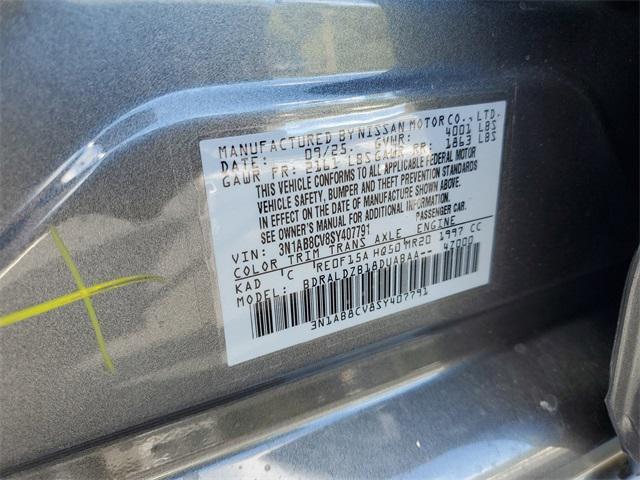 MANUFACTURED BY NISSAN MOTOR CO., LTD.
DATE: 09/25 GVWR: 4001 LBS
GAWR FR: 2161 LBS GAWR RR: 1863 LBS
THIS VEHICLE CONFORMS TO ALL APPLICABLE FEDERAL MOTOR
VEHICLE SAFETY, BUMPER AND THEFT PREVENTION STANDARDS
IN EFFECT ON THE DATE OF MANUFACTURE SHOWN ABOVE.
SEE OWNER'S MANUAL FOR ADDITIONAL INFORMATION.
VIN: 3N1AB8CV8SY407791 PASSENGER CAR.
COLOR TRIM TRANS AXLE ENGINE
KAD C RE0F15A HQ50 MR20 1997 CC
MODEL: BDRALDZB18DUABAA-- 4Z000
3N1AB8CV8SY407791